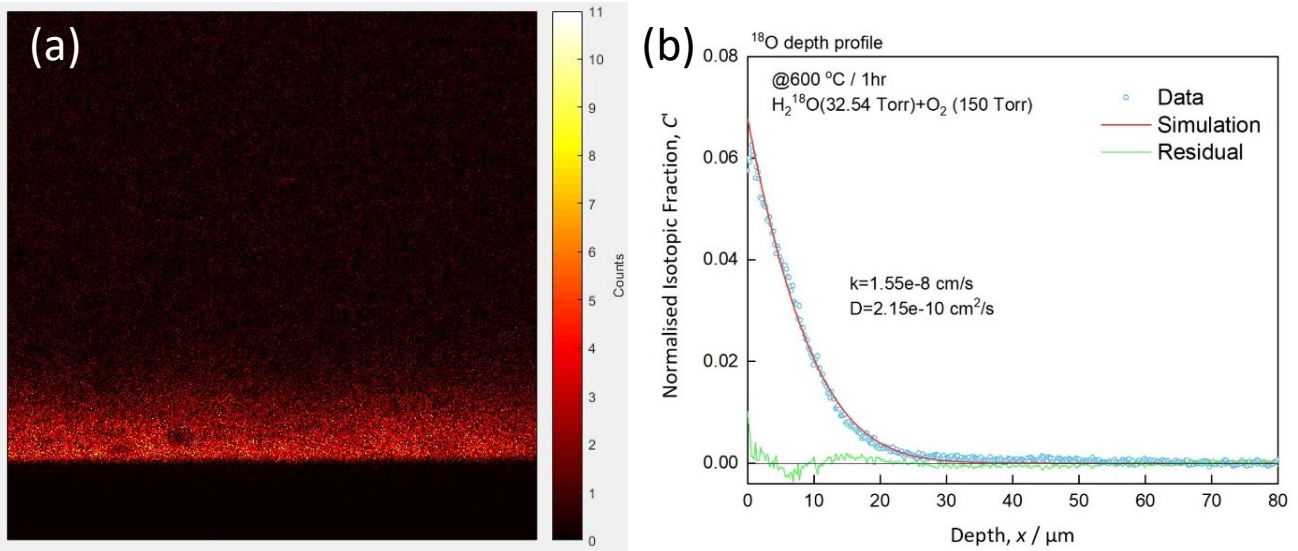 (a)
11
10
9
8
7
6
5
4
3
2
1
0
Counts
(b)
¹⁸O depth profile
@600 °C / 1hr
H₂¹⁸O(32.54 Torr)+O₂ (150 Torr)
Data
Simulation
Residual
k=1.55e-8 cm/s
D=2.15e-10 cm²/s
Normalised Isotopic Fraction, C'
0.08
0.06
0.04
0.02
0.00
0 10 20 30 40 50 60 70 80
Depth, x / µm